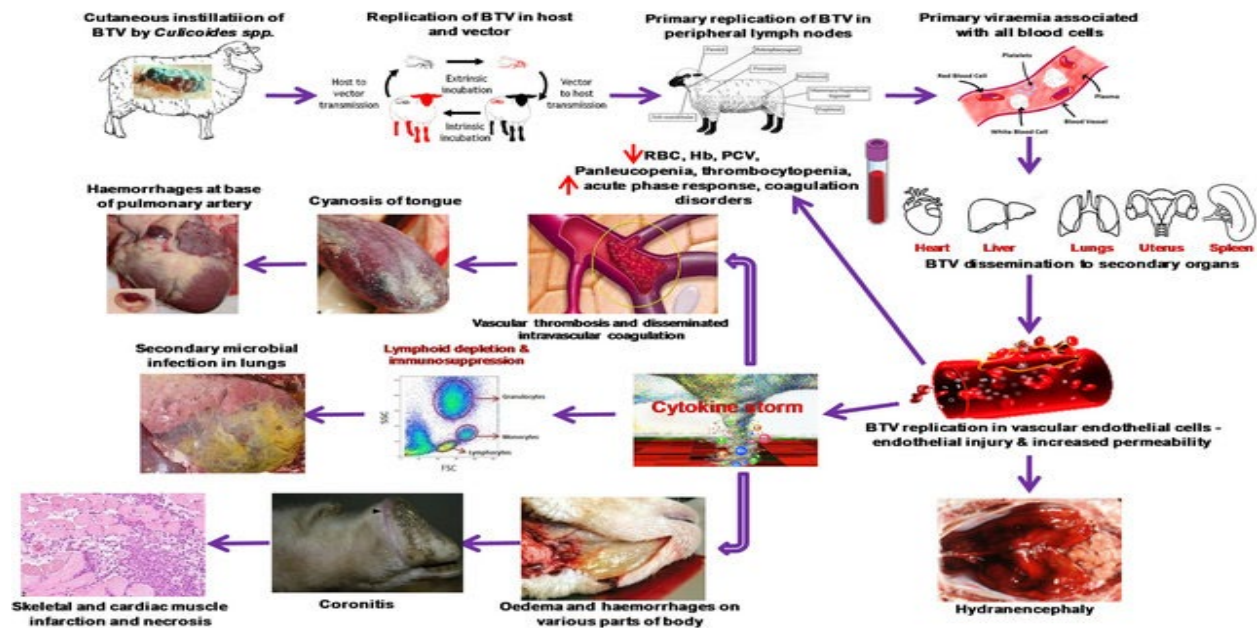 Cutaneous instillatiion of
BTV by Culicoides spp.
Replication of BTV in host
and vector
Primary replication of BTV in
peripheral lymph nodes
Primary viraemia associated
with all blood cells
Host to
vector
transmission
Extrinsic
incubation
Intrinsic
incubation
Vector
to host
transmission
Parotid
Prescapular
Platelets
Red Blood Cell
Plasma
White Blood Cell
Blood Vessel
RBC, Hb, PCV,
Panleucopenia, thrombocytopenia,
acute phase response, coagulation
disorders
Heart
Liver
Lungs
Uterus
Spleen
BTV dissemination to secondary organs
Haemorrhages at base
of pulmonary artery
Cyanosis of tongue
Vascular thrombosis and disseminated
intravascular coagulation
Secondary microbial
infection in lungs
Lymphoid depletion &
immunosuppression
SSC
Granulocytes
Monocytes
Lymphocytes
FSC
Cytokine storm
BTV replication in vascular endothelial cells -
endothelial injury & increased permeability
Skeletal and cardiac muscle
infarction and necrosis
Coronitis
Oedema and haemorrhages on
various parts of body
Hydranencephaly